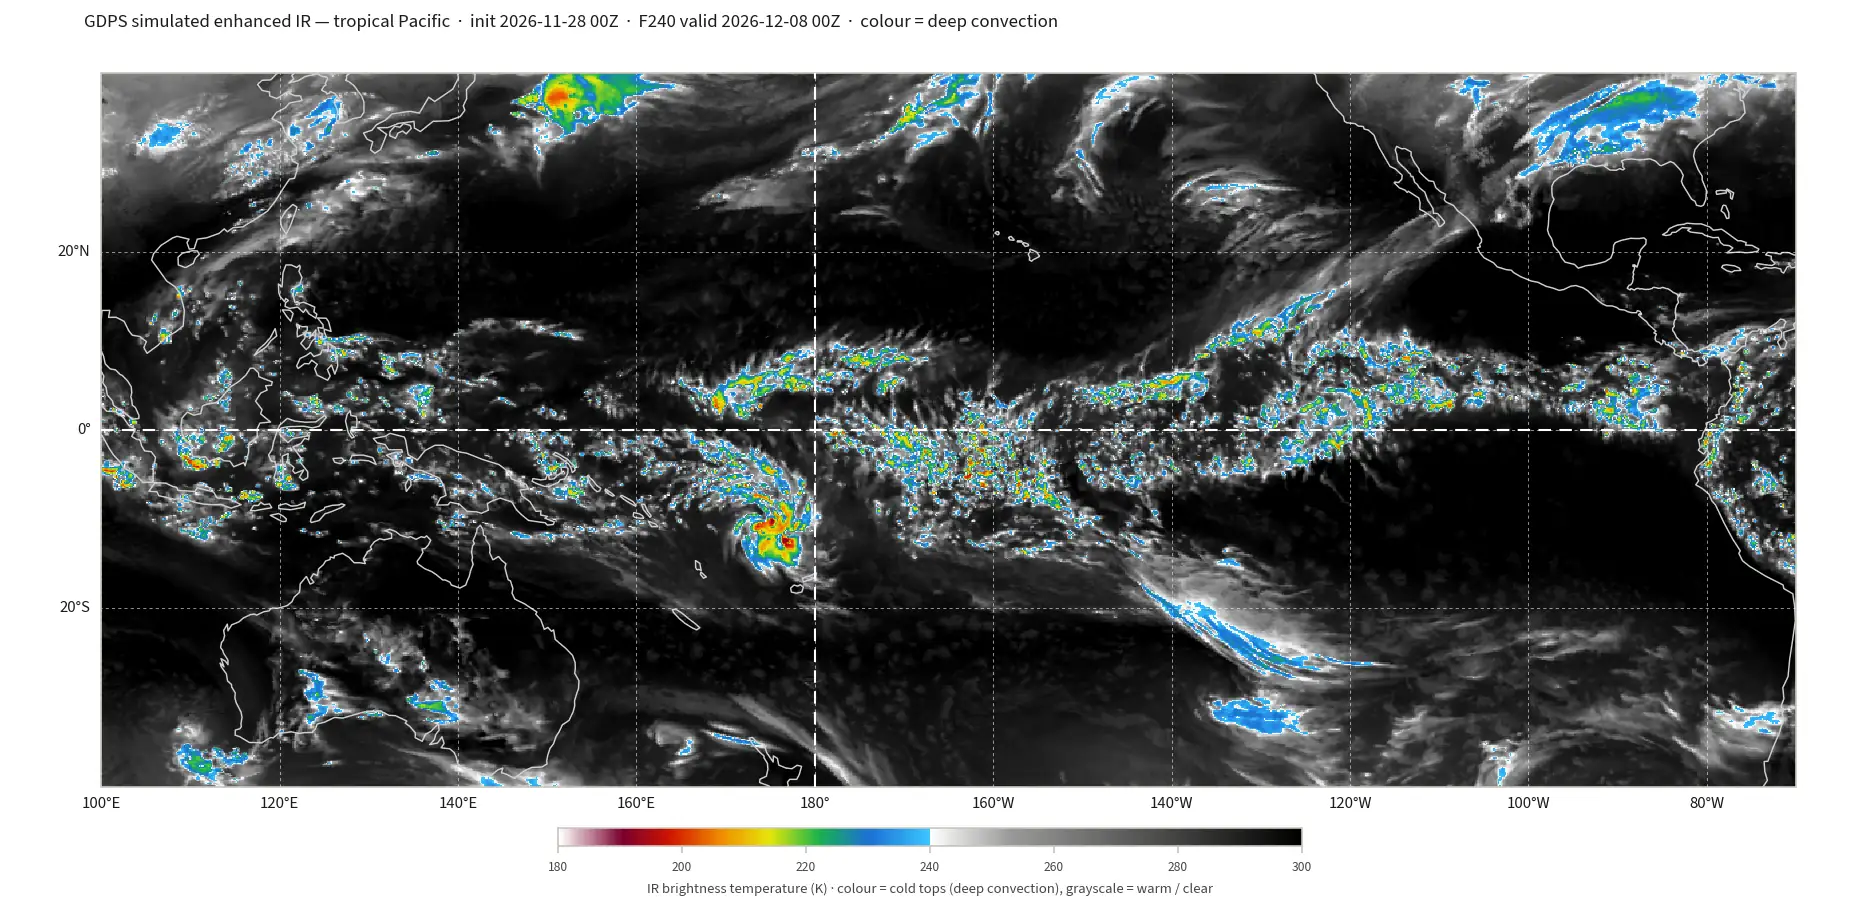 GDPS simulated enhanced IR — tropical Pacific · init 2026-11-28 00Z · F240 valid 2026-12-08 00Z · colour = deep convection
20°N
0°
20°S
100°E 120°E 140°E 160°E 180° 160°W 140°W 120°W 100°W 80°W
180 200 220 240 260 280 300
IR brightness temperature (K) · colour = cold tops (deep convection), grayscale = warm / clear